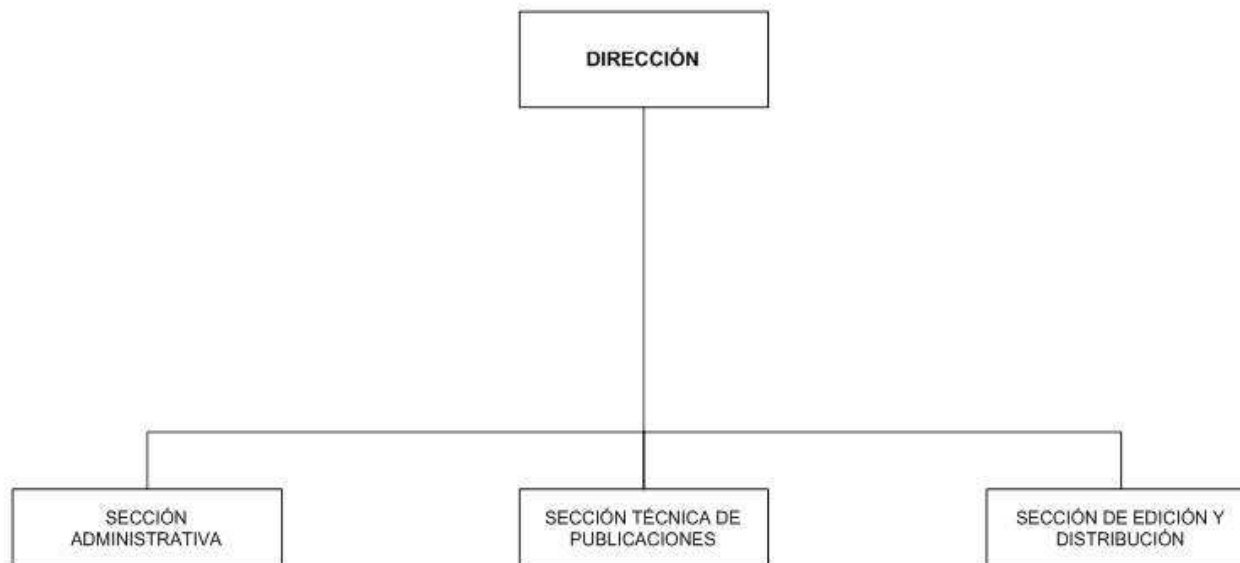 DIRECCIÓN
SECCIÓN
ADMINISTRATIVA
SECCIÓN TÉCNICA DE
PUBLICACIONES
SECCIÓN DE EDICIÓN Y
DISTRIBUCIÓN